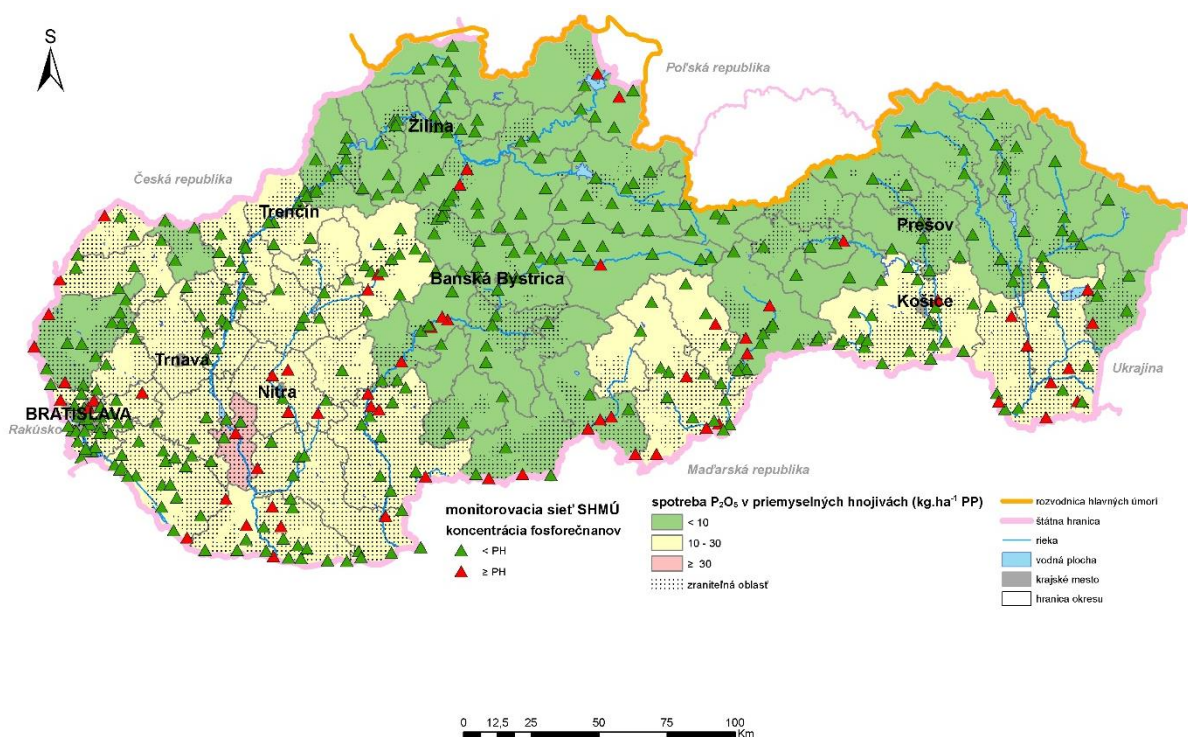 S
Poľská republika
Žilina
Česká republika
Trenčín
Prešov
Banská Bystrica
Košice
Trnava
Nitra
Ukrajina
BRATISLAVA
Rakúsko
Maďarská republika
monitorovacia sieť SHMÚ
koncentrácia fosforečnanov
< PH
≥ PH
spotreba P₂O₅ v priemyselných hnojivách (kg.ha⁻¹ PP)
< 10
10 - 30
≥ 30
zraniteľná oblasť
rozvodnica hlavných úmorí
štátna hranica
rieka
vodná plocha
krajské mesto
hranica okresu
0 12,5 25 50 75 100
Km